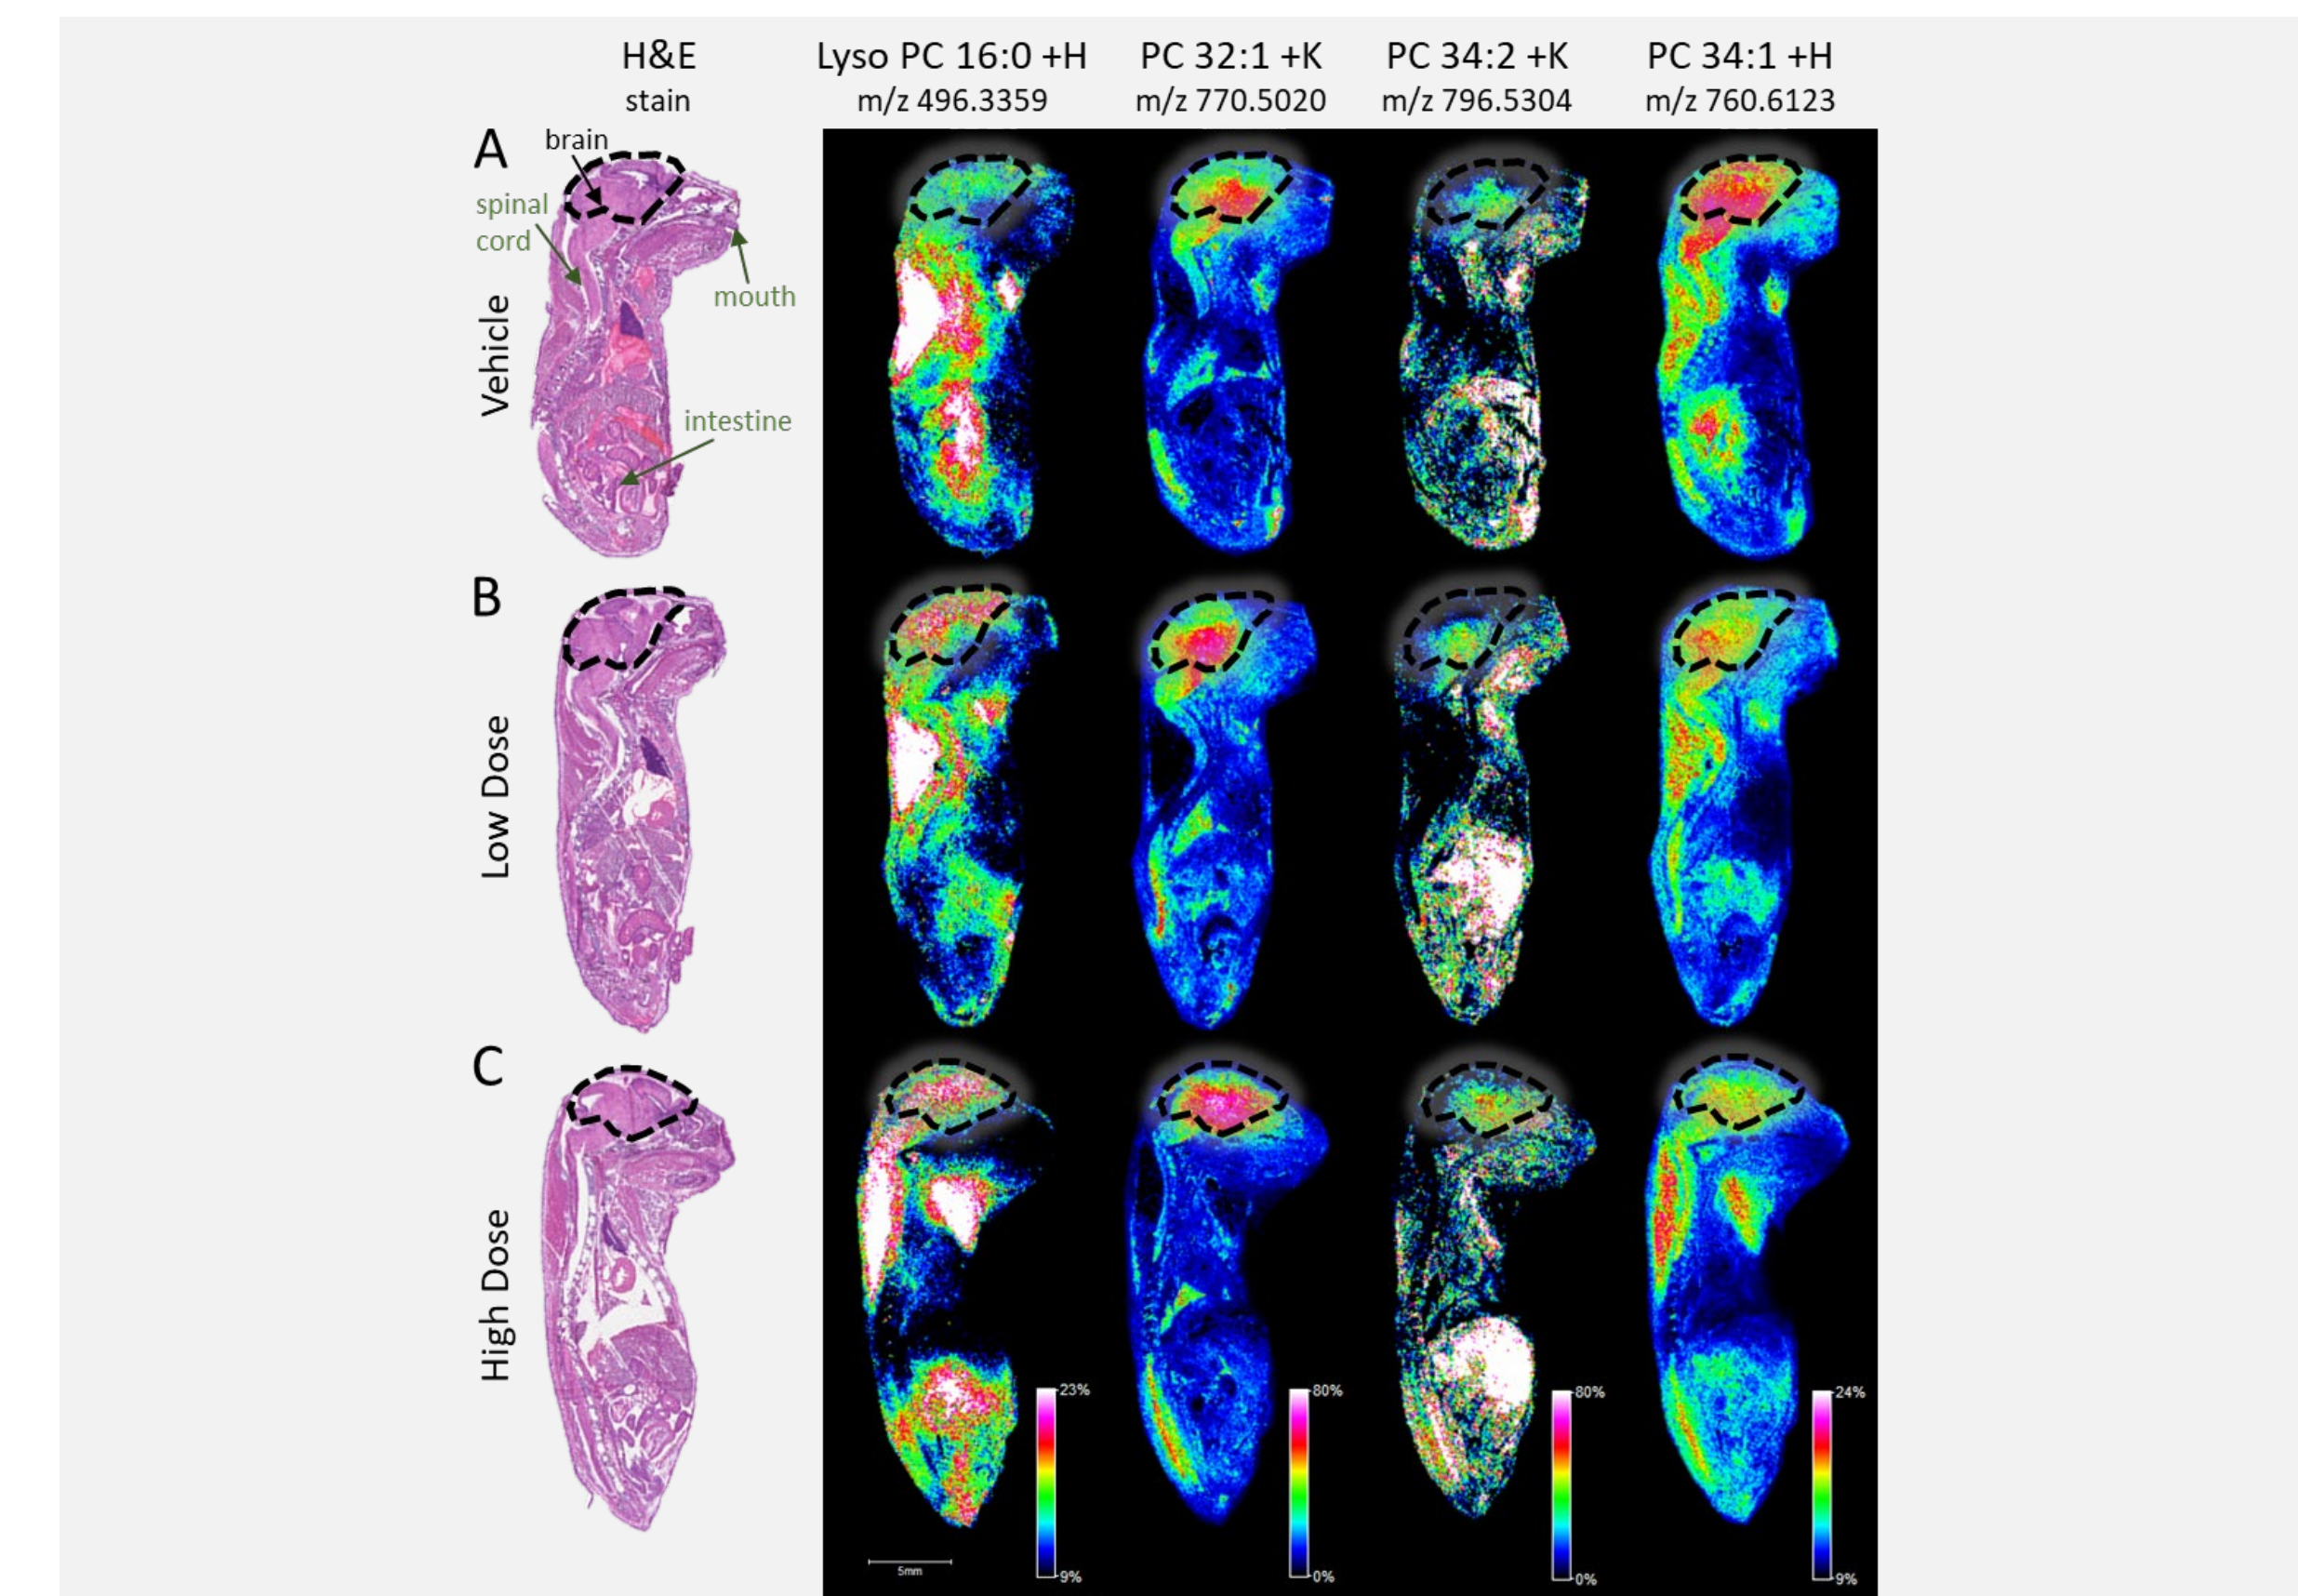 H&E
stain
Lyso PC 16:0 +H
m/z 496.3359
PC 32:1 +K
m/z 770.5020
PC 34:2 +K
m/z 796.5304
PC 34:1 +H
m/z 760.6123
A
brain
spinal
cord
mouth
intestine
Vehicle
B
Low Dose
C
High Dose
23%
9%
80%
0%
80%
0%
24%
9%
5mm